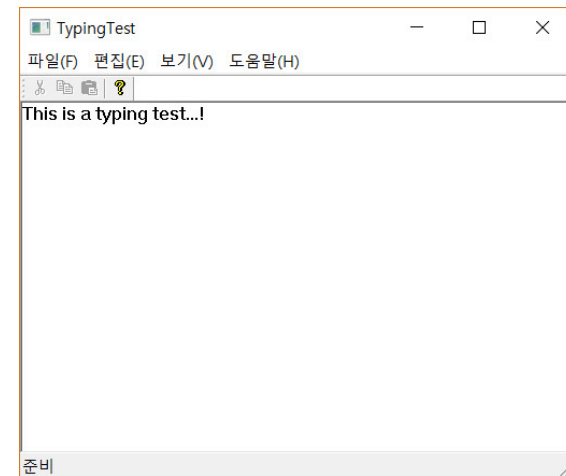 TypingTest
파일(F) 편집(E) 보기(V) 도움말(H)
This is a typing test...!
준비